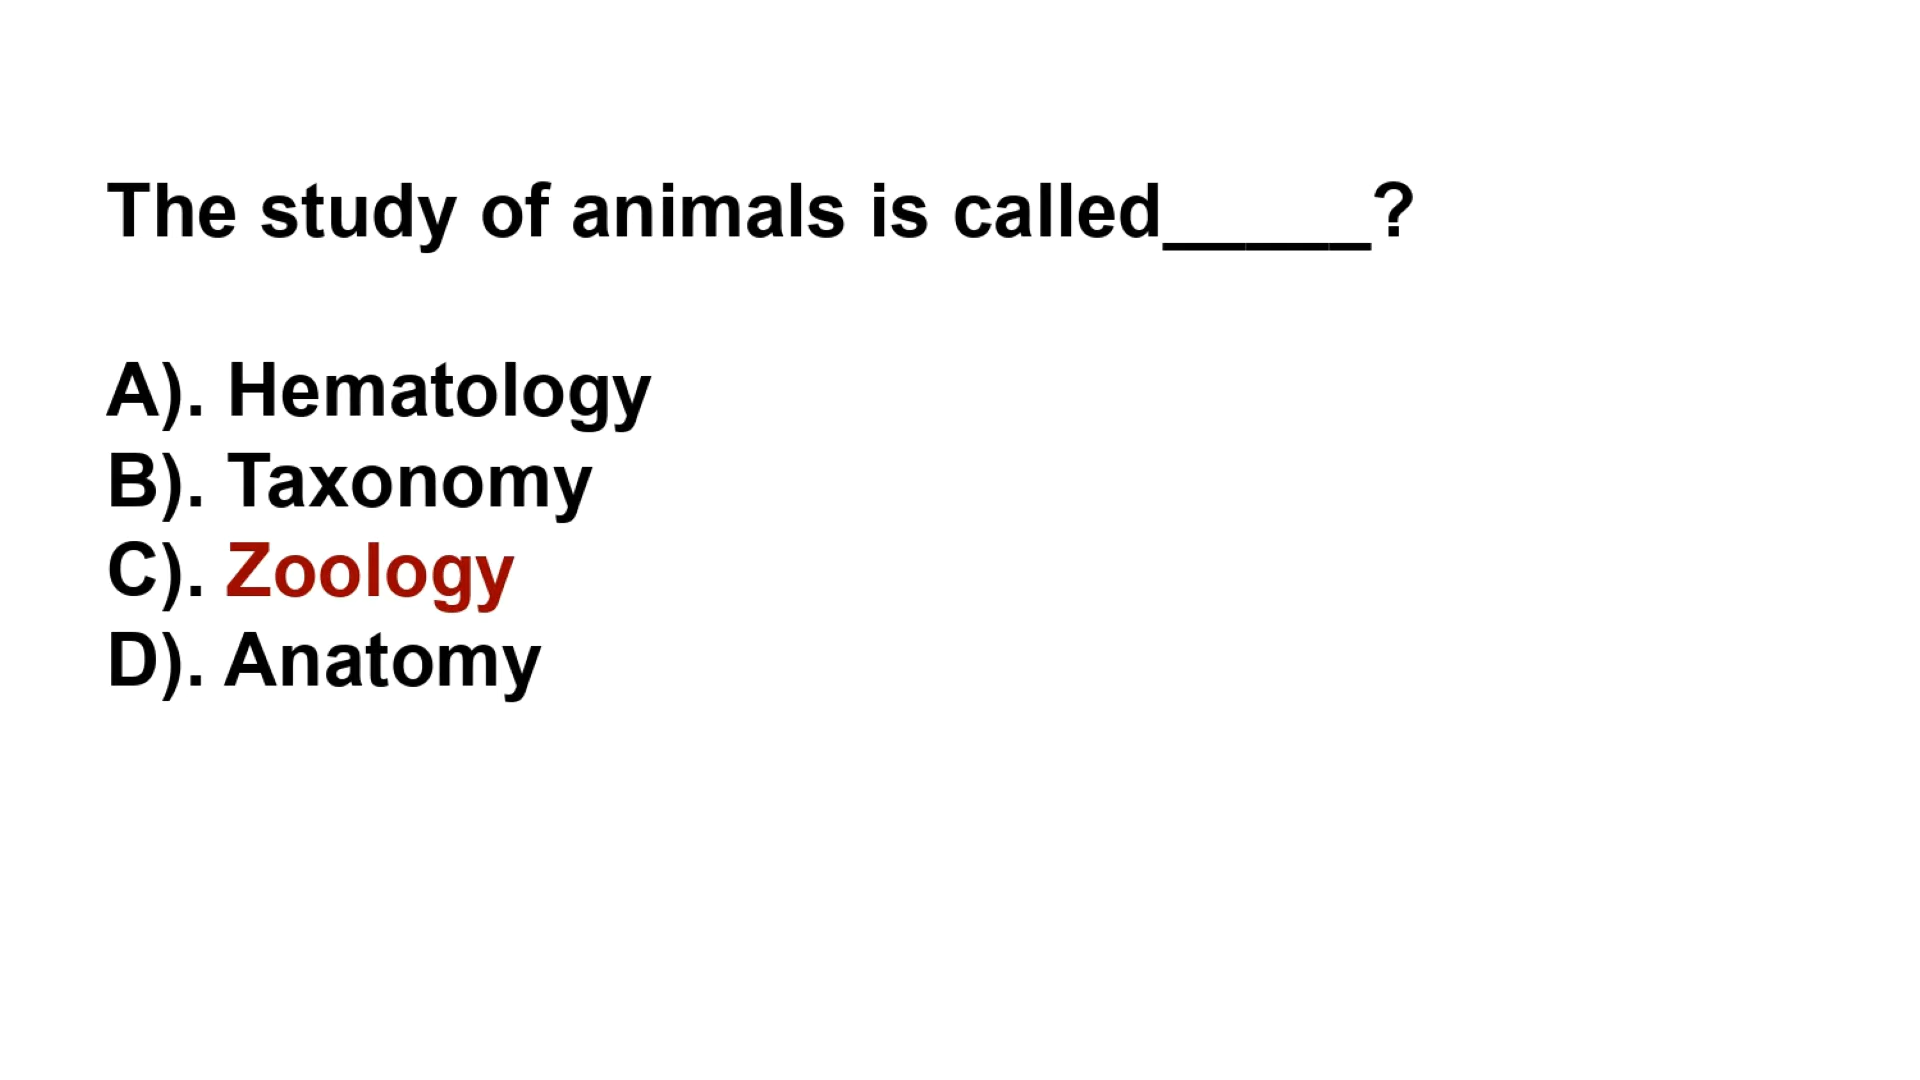 The study of animals is called_____?
A). Hematology
B). Taxonomy
C). Zoology
D). Anatomy